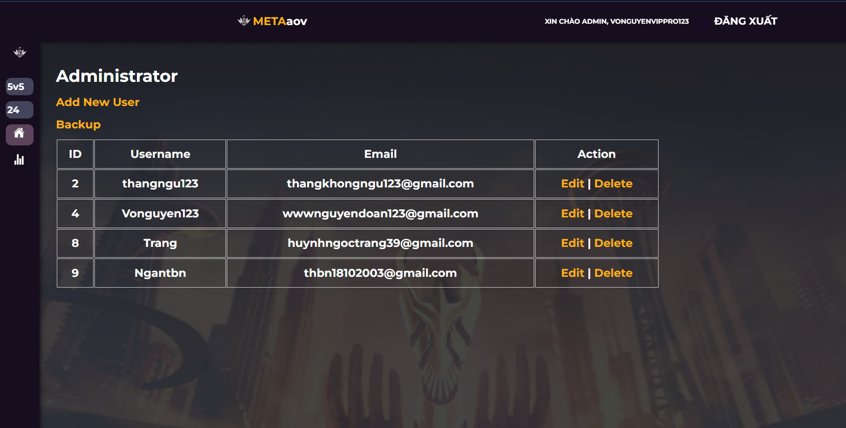 METAaov
XIN CHÀO ADMIN, VONGUYENVIPPRO123
ĐĂNG XUẤT
5v5
24
Administrator
Add New User
Backup
ID Username Email Action
2 thangngu123 thangkhongngu123@gmail.com Edit | Delete
4 Vonguyen123 wwwnguyendoan123@gmail.com Edit | Delete
8 Trang huynhngoctrang39@gmail.com Edit | Delete
9 Ngantbn thbn18102003@gmail.com Edit | Delete